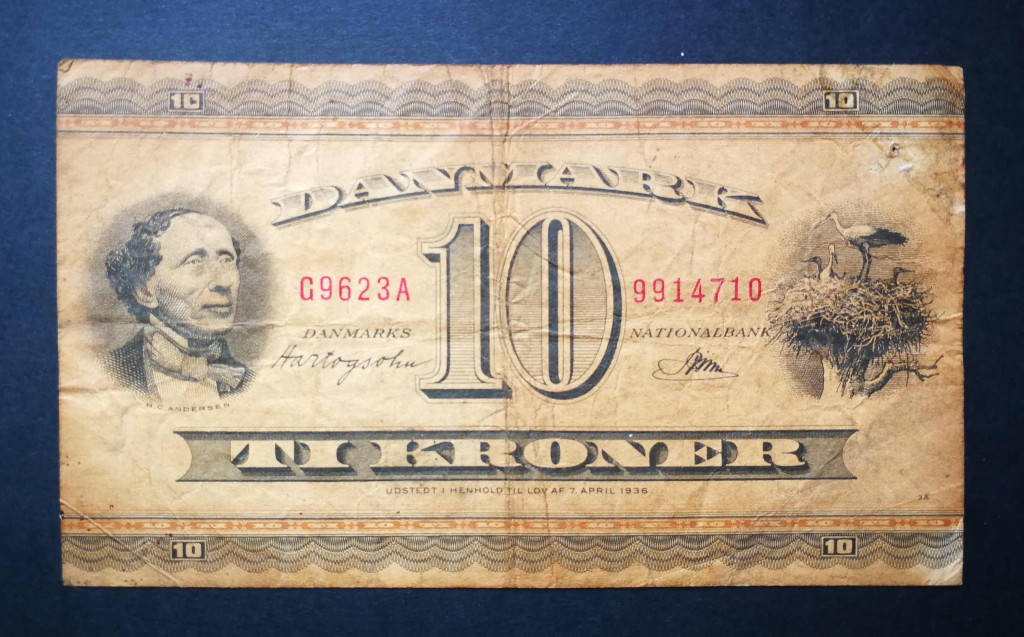 10 10
DANMARK
10
G9623A 9914710
DANMARKS NATIONALBANK
Hartogsohn
H.C. ANDERSEN
TI KRONER
UDSTEDT I HENHOLD TIL LOV AF 7. APRIL 1936
10 10